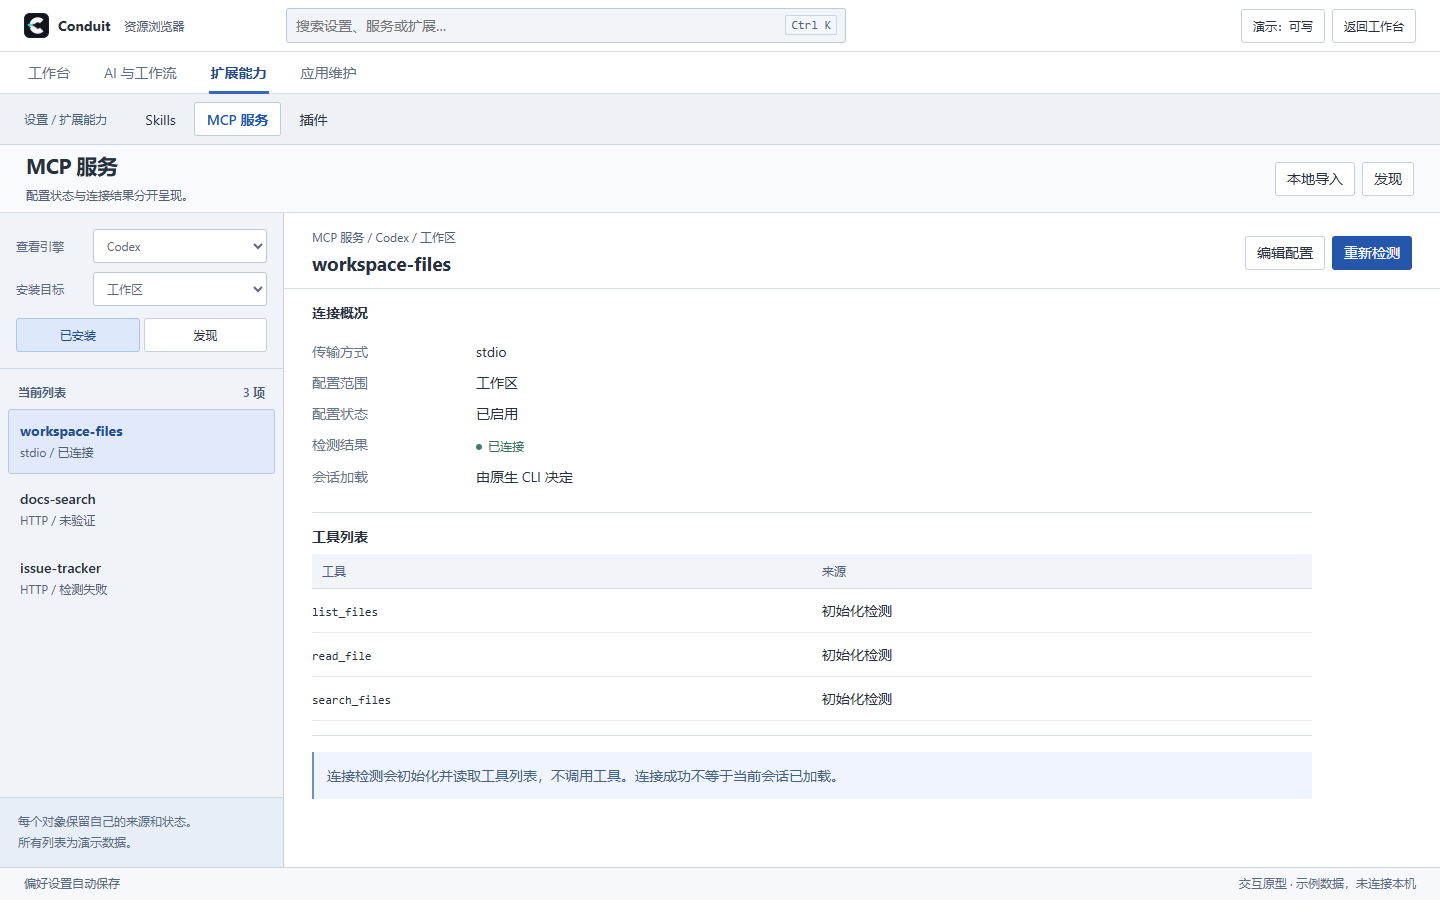 Conduit 资源浏览器
搜索设置、服务或扩展... Ctrl K
演示：可写 返回工作台
工作台 AI 与工作流 扩展能力 应用维护
设置 / 扩展能力 Skills MCP 服务 插件
MCP 服务
配置状态与连接结果分开呈现。
本地导入 发现
查看引擎 Codex
安装目标 工作区
已安装 发现
当前列表 3 项
workspace-files
stdio / 已连接
docs-search
HTTP / 未验证
issue-tracker
HTTP / 检测失败
每个对象保留自己的来源和状态。
所有列表为演示数据。
MCP 服务 / Codex / 工作区
workspace-files
编辑配置 重新检测
连接概况
传输方式 stdio
配置范围 工作区
配置状态 已启用
检测结果 已连接
会话加载 由原生 CLI 决定
工具列表
工具 来源
list_files 初始化检测
read_file 初始化检测
search_files 初始化检测
连接检测会初始化并读取工具列表，不调用工具。连接成功不等于当前会话已加载。
偏好设置自动保存
交互原型 · 示例数据，未连接本机